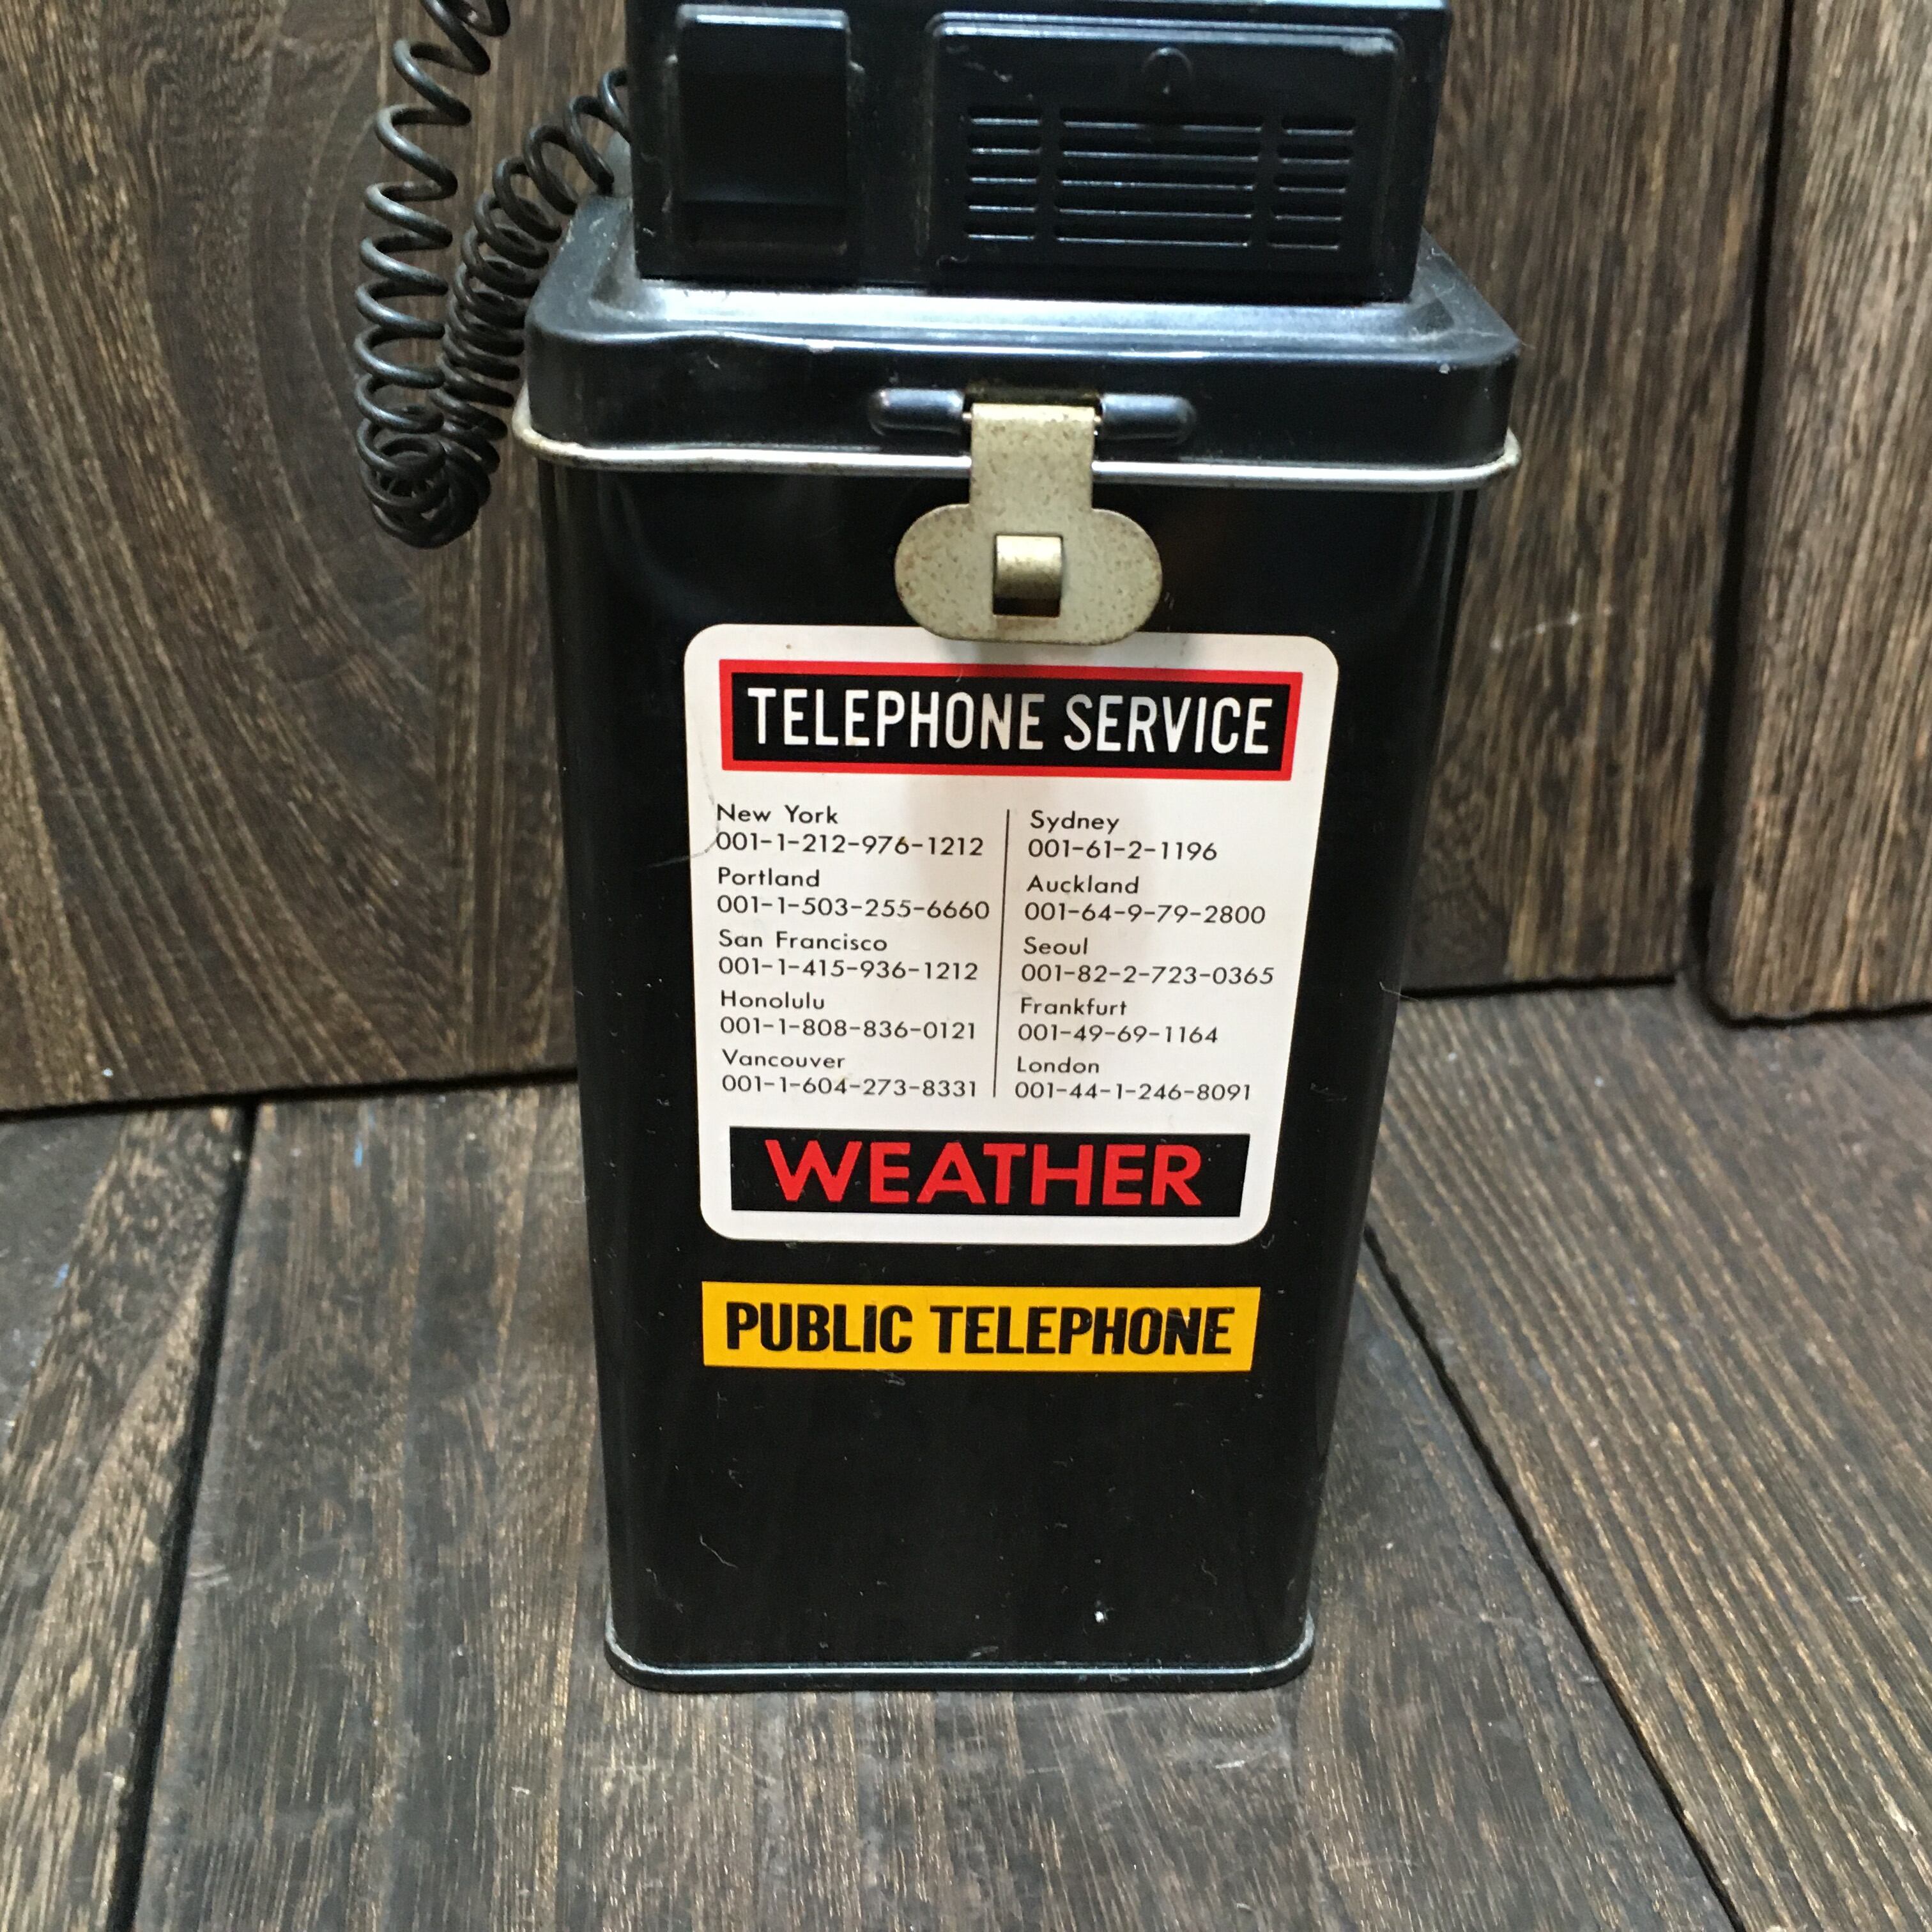 TELEPHONE SERVICE
New York
001-1-212-976-1212
Portland
001-1-503-255-6660
San Francisco
001-1-415-936-1212
Honolulu
001-1-808-836-0121
Vancouver
001-1-604-273-8331
Sydney
001-61-2-1196
Auckland
001-64-9-79-2800
Seoul
001-82-2-723-0365
Frankfurt
001-49-69-1164
London
001-44-1-246-8091
WEATHER
PUBLIC TELEPHONE